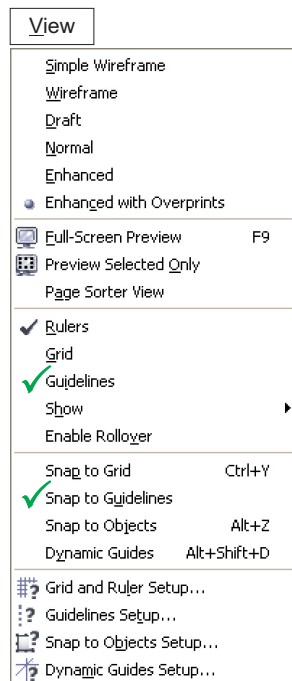 View
Simple Wireframe
Wireframe
Draft
Normal
Enhanced
Enhanced with Overprints
Full-Screen Preview F9
Preview Selected Only
Page Sorter View
Rulers
Grid
Guidelines
Show
Enable Rollover
Snap to Grid Ctrl+Y
Snap to Guidelines
Snap to Objects Alt+Z
Dynamic Guides Alt+Shift+D
Grid and Ruler Setup...
Guidelines Setup...
Snap to Objects Setup...
Dynamic Guides Setup...